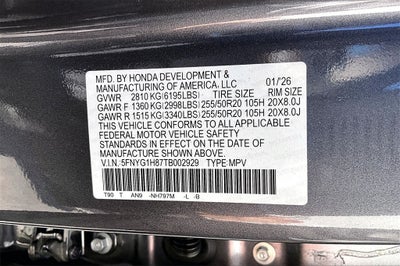 MFD. BY HONDA DEVELOPMENT &
MANUFACTURING OF AMERICA, LLC 01/26
GVWR 2810 KG(6195LBS) TIRE SIZE RIM SIZE
GAWR F 1360 KG(2998LBS) 255/50R20 105H 20X8.0J
GAWR R 1515 KG(3340LBS) 255/50R20 105H 20X8.0J
THIS VEHICLE CONFORMS TO ALL APPLICABLE
FEDERAL MOTOR VEHICLE SAFETY
STANDARDS IN EFFECT ON THE DATE OF
MANUFACTURE SHOWN ABOVE.
V.I.N.: 5FNYG1H87TB002929 TYPE:MPV
T90 T AN9 -NH797M -L -B